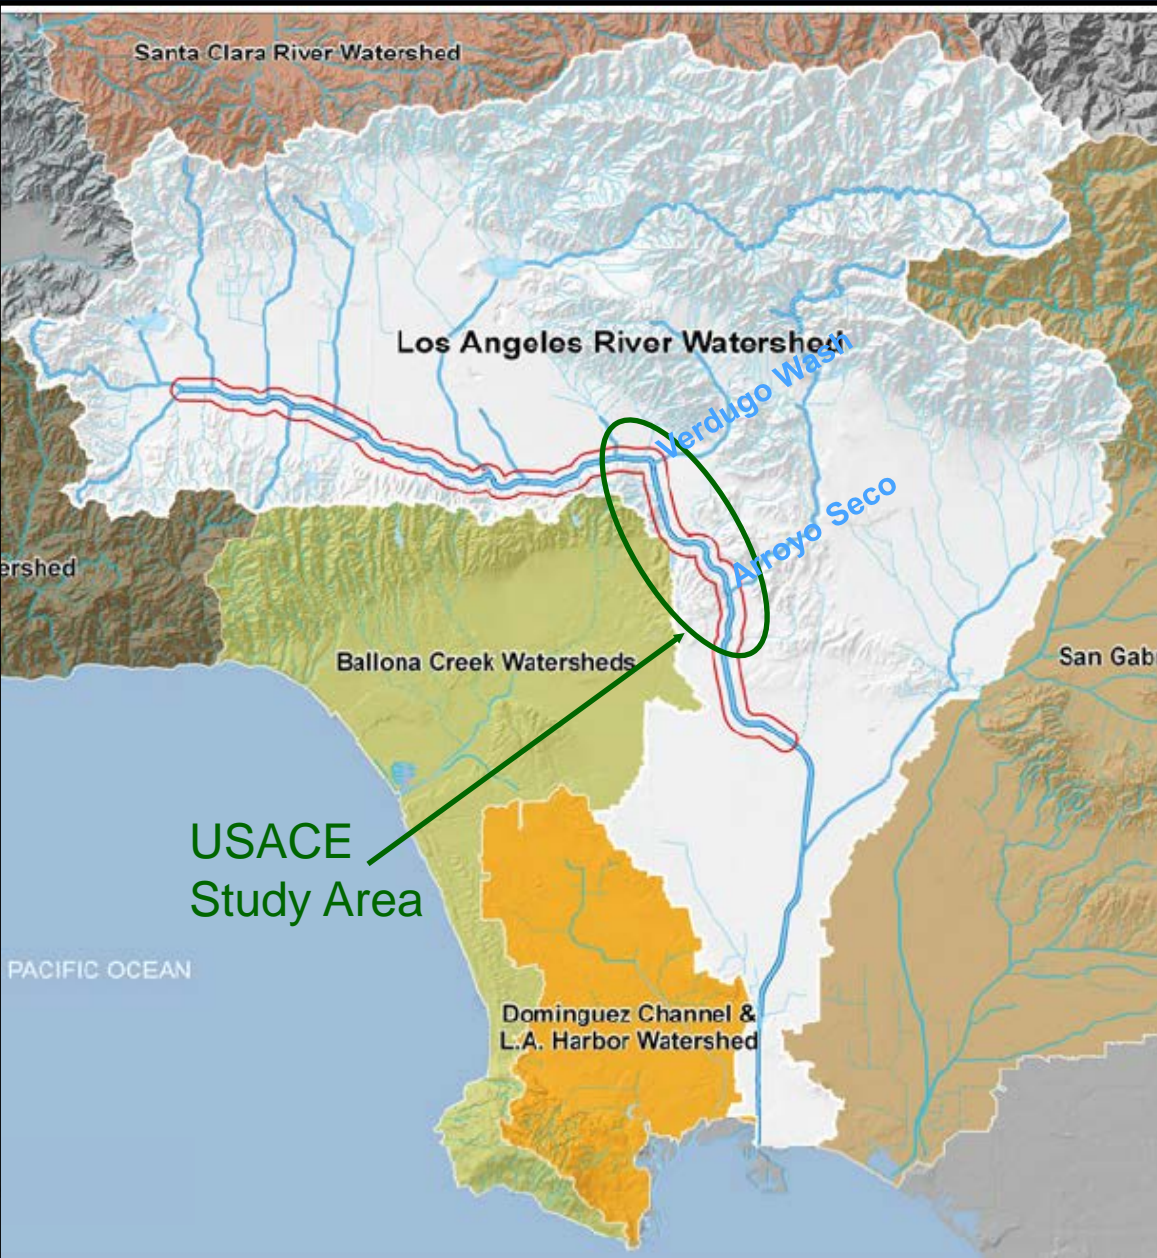 Santa Clara River Watershed
Los Angeles River Watershed
Verdugo Wash
Arroyo Seco
ershed
Ballona Creek Watersheds
San Gab
USACE
Study Area
PACIFIC OCEAN
Dominguez Channel &
L.A. Harbor Watershed